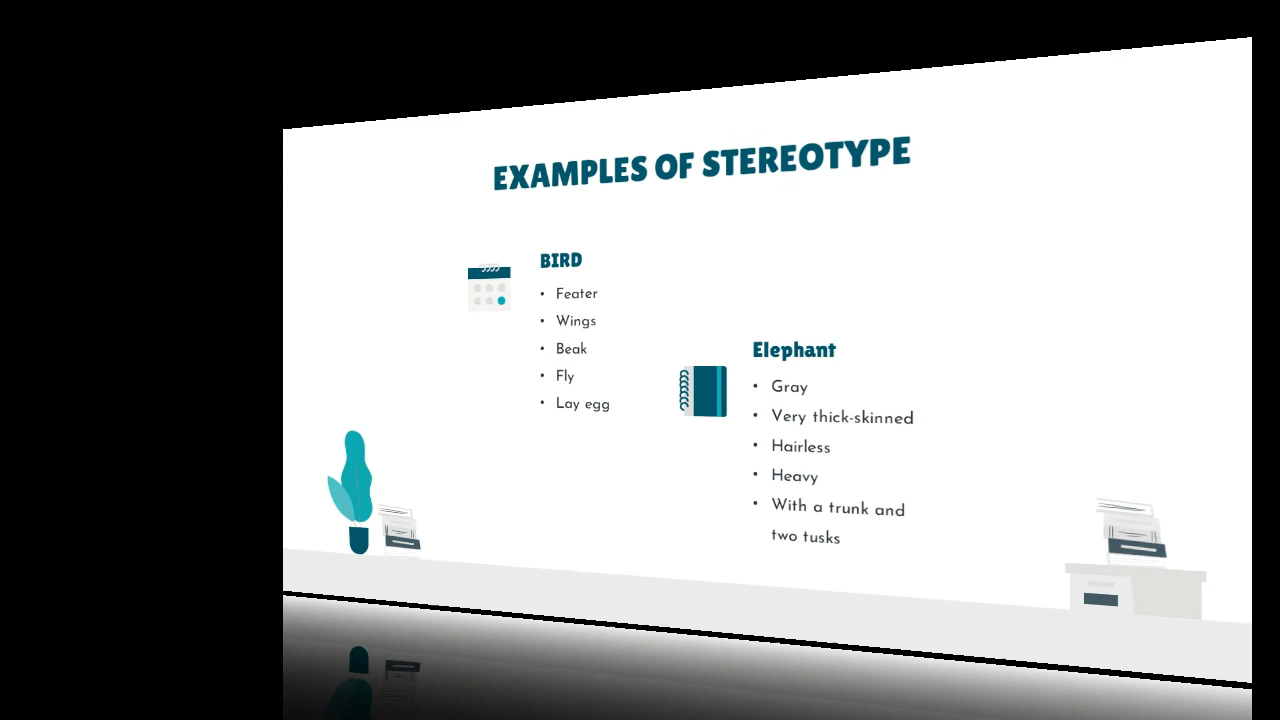 EXAMPLES OF STEREOTYPE
BIRD
• Feater
• Wings
• Beak
• Fly
• Lay egg
Elephant
• Gray
• Very thick-skinned
• Hairless
• Heavy
• With a trunk and
two tusks